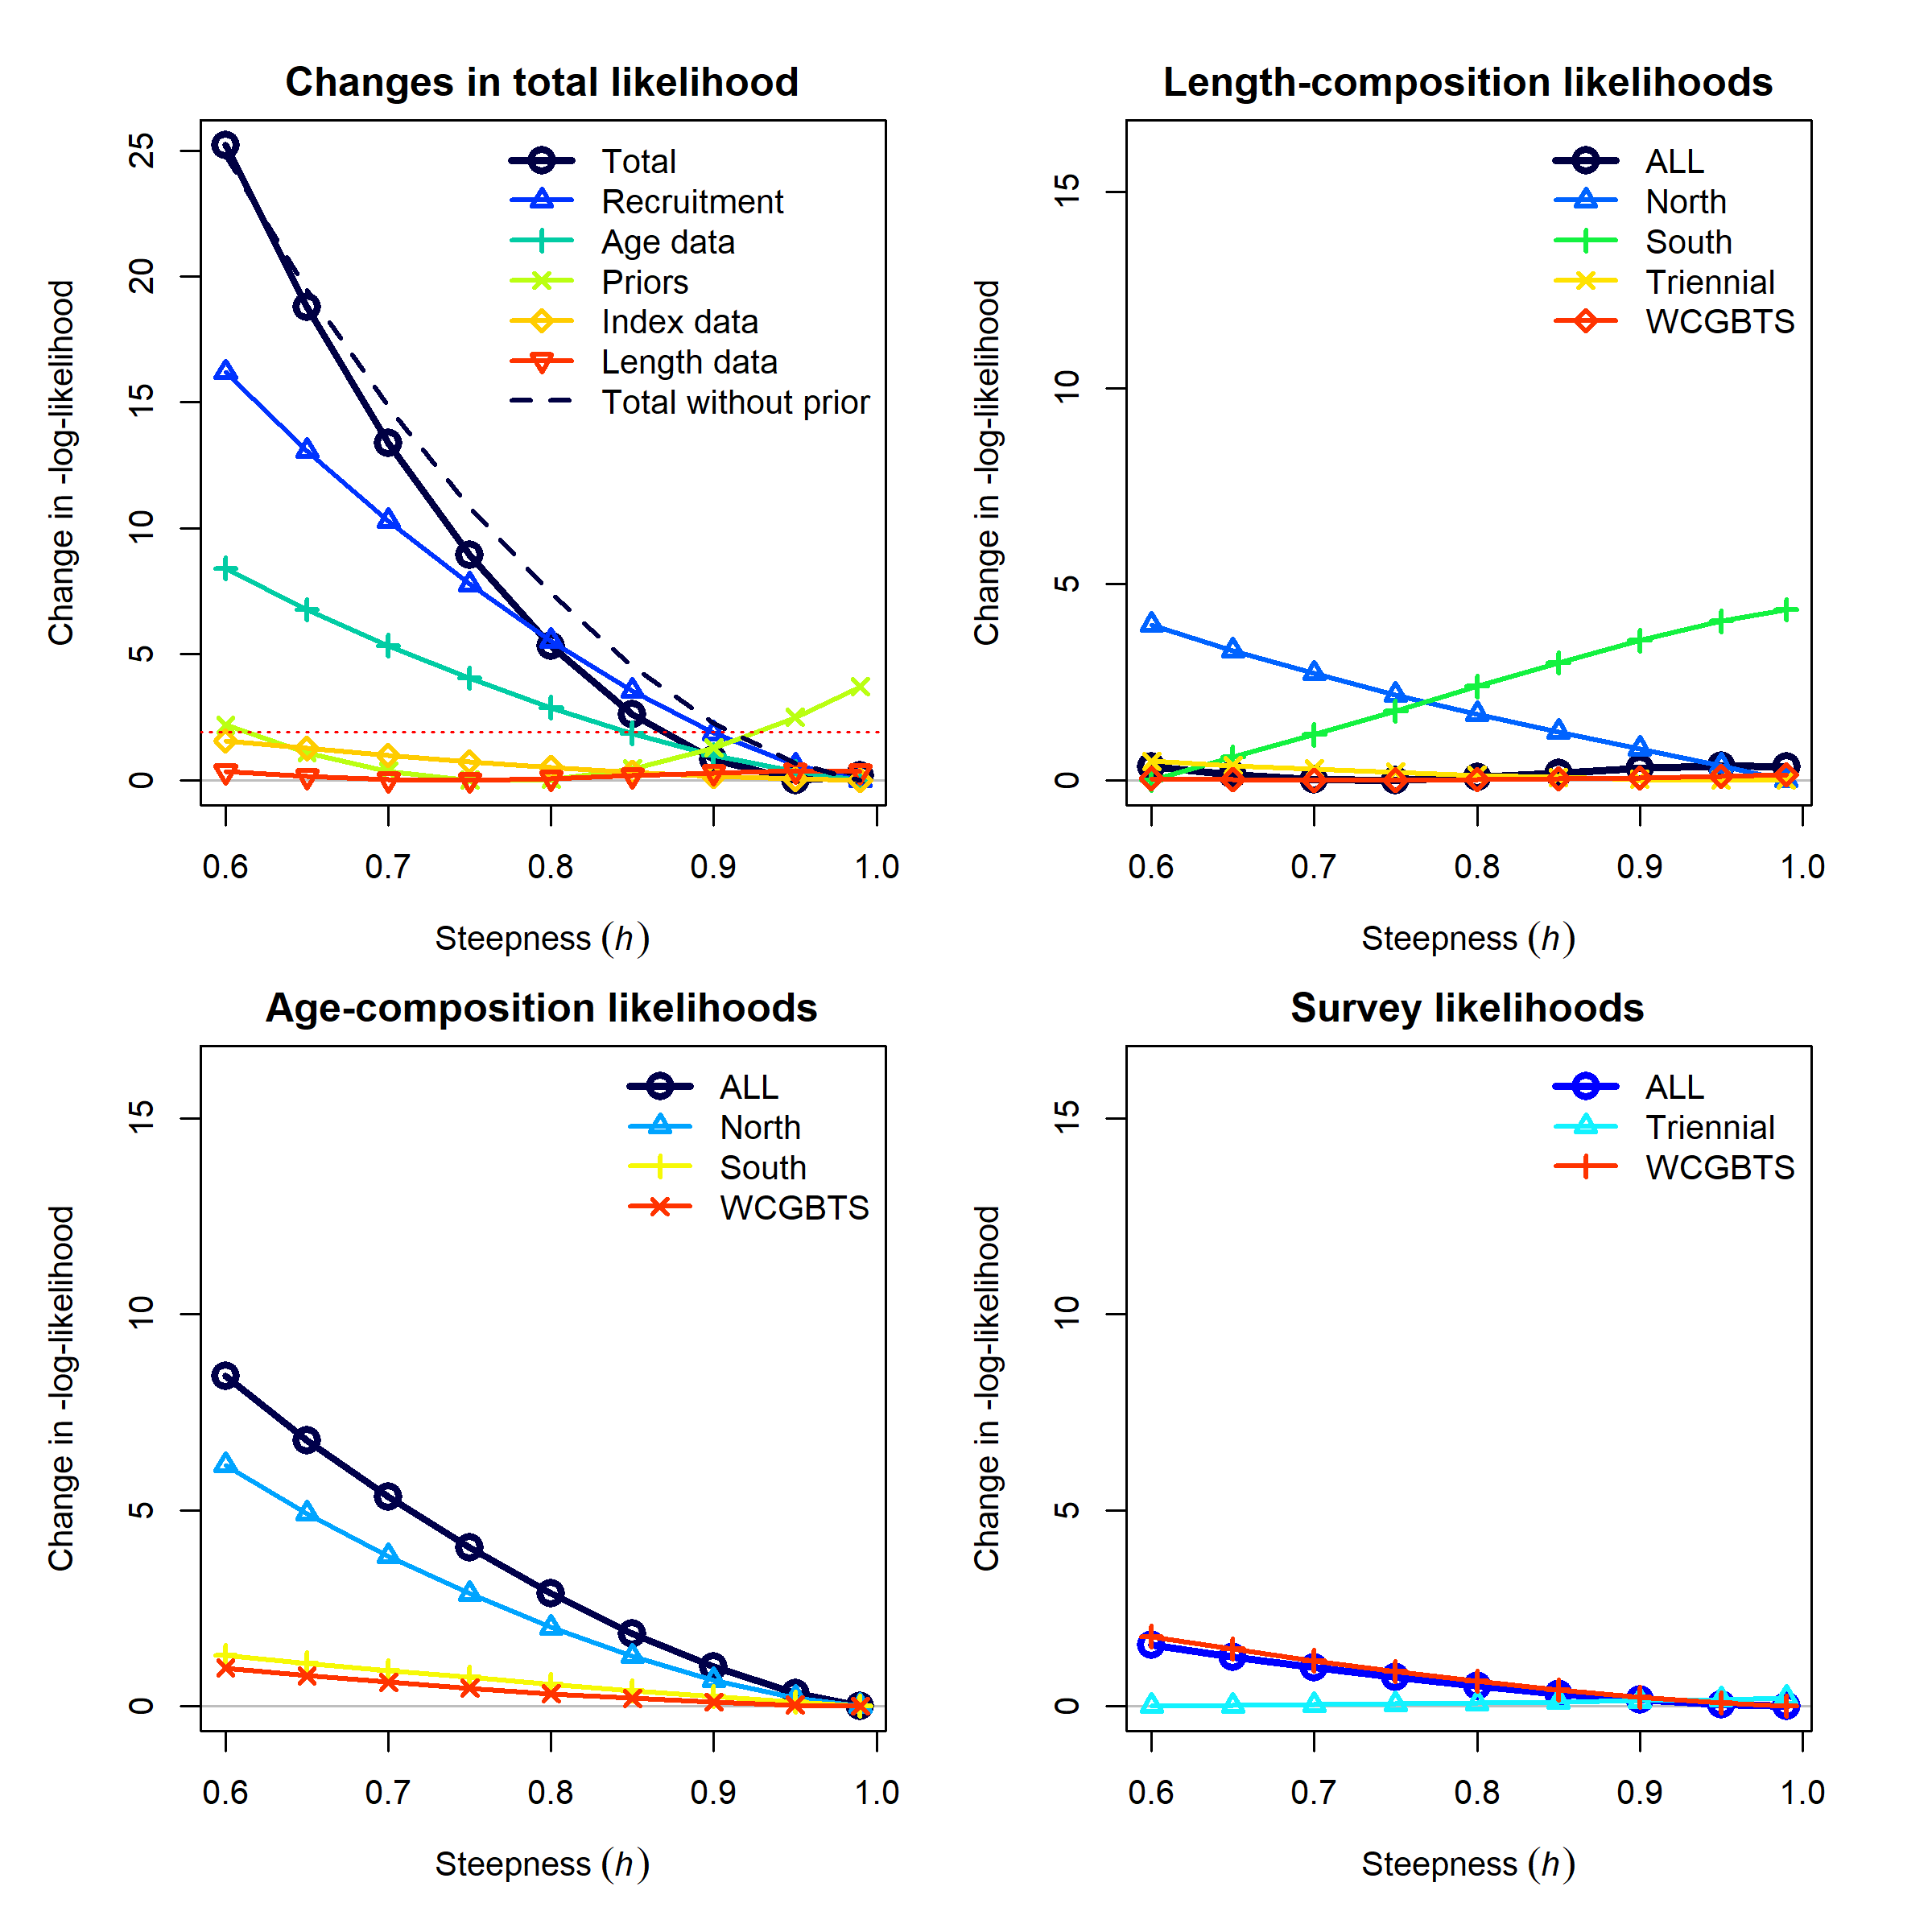 Changes in total likelihood
25
20
15
10
5
0
Change in -log-likelihood
Total
Recruitment
Age data
Priors
Index data
Length data
Total without prior
0.6 0.7 0.8 0.9 1.0
Steepness (h)
Length-composition likelihoods
15
10
5
0
Change in -log-likelihood
ALL
North
South
Triennial
WCGBTS
0.6 0.7 0.8 0.9 1.0
Steepness (h)
Age-composition likelihoods
15
10
5
0
Change in -log-likelihood
ALL
North
South
WCGBTS
0.6 0.7 0.8 0.9 1.0
Steepness (h)
Survey likelihoods
15
10
5
0
Change in -log-likelihood
ALL
Triennial
WCGBTS
0.6 0.7 0.8 0.9 1.0
Steepness (h)